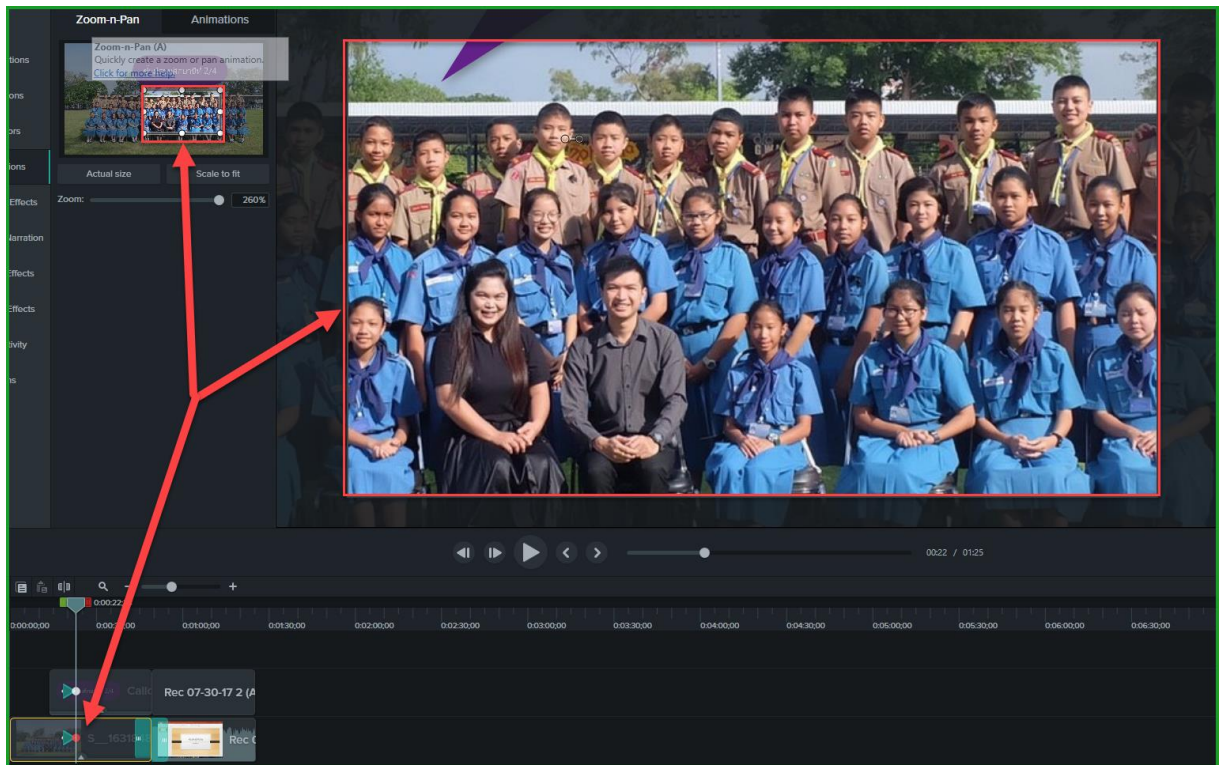 Zoom-n-Pan Animations
Zoom-n-Pan (A)
Quickly create a zoom or pan animation.
Click for more help.
2/4
tions
ons
ors
ions
Effects
Narration
Effects
Effects
ivity
ns
Actual size Scale to fit
Zoom: 260%
00:22 / 01:25
0:00:22
0:00:00;00 0:01:00;00 0:01:30;00 0:02:00;00 0:02:30;00 0:03:00;00 0:03:30;00 0:04:00;00 0:04:30;00 0:05:00;00 0:05:30;00 0:06:00;00 0:06:30;00
Rec 07-30-17 2 (A
Rec 0